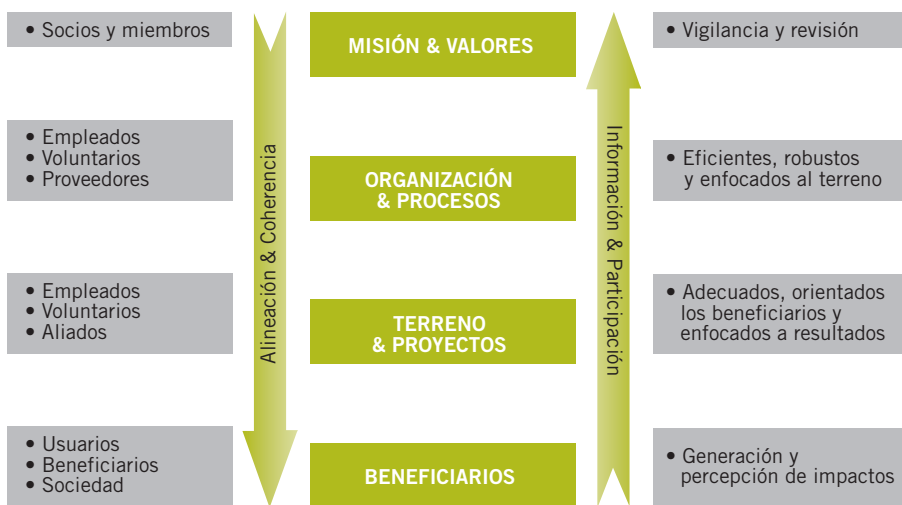 • Socios y miembros
MISIÓN & VALORES
• Vigilancia y revisión
• Empleados
• Voluntarios
• Proveedores
ORGANIZACIÓN
& PROCESOS
• Eficientes, robustos
y enfocados al terreno
Alineación & Coherencia
Información & Participación
• Empleados
• Voluntarios
• Aliados
TERRENO
& PROYECTOS
• Adecuados, orientados
los beneficiarios y
enfocados a resultados
• Usuarios
• Beneficiarios
• Sociedad
BENEFICIARIOS
• Generación y
percepción de impactos